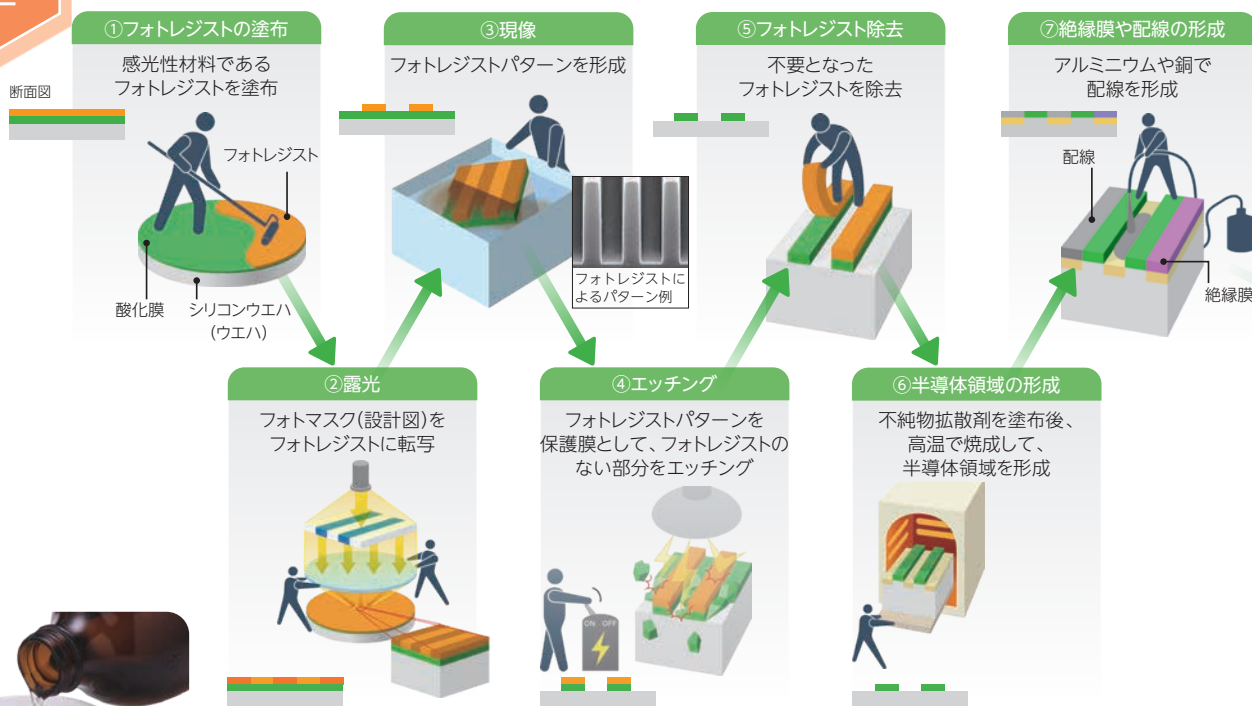 ①フォトレジストの塗布
感光性材料である
フォトレジストを塗布
断面図
フォトレジスト
酸化膜
シリコンウエハ
(ウエハ)
②露光
フォトマスク(設計図)を
フォトレジストに転写
③現像
フォトレジストパターンを形成
フォトレジストに
よるパターン例
④エッチング
フォトレジストパターンを
保護膜として、フォトレジストの
ない部分をエッチング
ON OFF
⑤フォトレジスト除去
不要となった
フォトレジストを除去
⑥半導体領域の形成
不純物拡散剤を塗布後、
高温で焼成して、
半導体領域を形成
⑦絶縁膜や配線の形成
アルミニウムや銅で
配線を形成
配線
絶縁膜